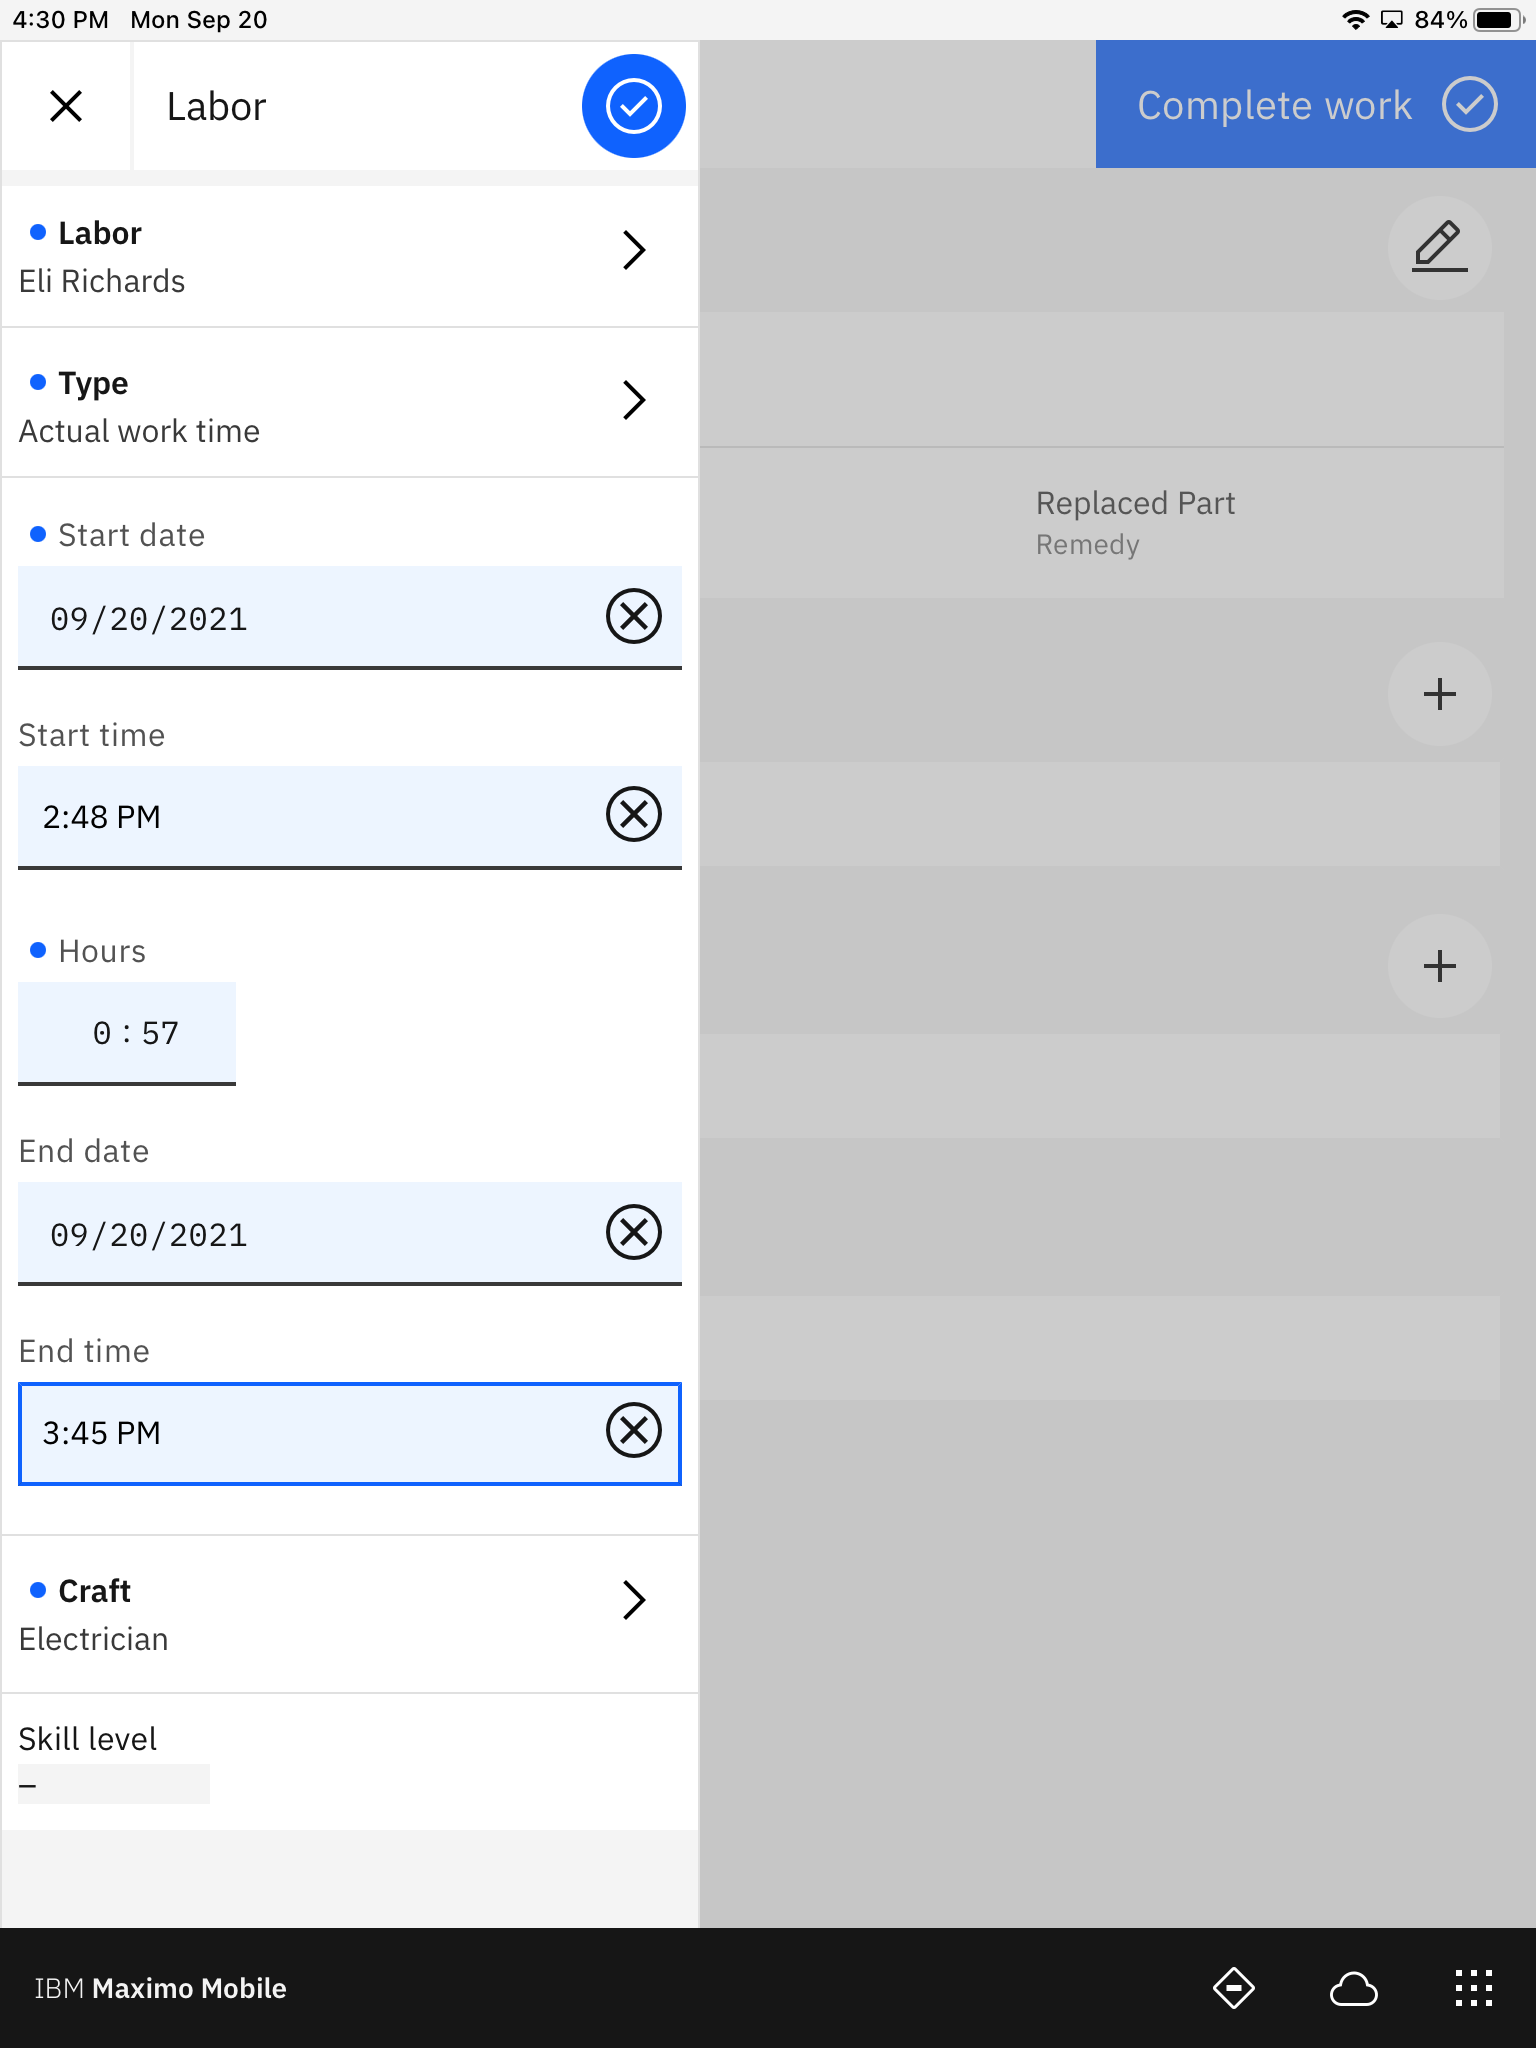 4:30 PM Mon Sep 20
84%
Labor
Complete work
Labor
Eli Richards
Type
Actual work time
Start date
09/20/2021
Replaced Part
Remedy
Start time
2:48 PM
Hours
0 : 57
End date
09/20/2021
End time
3:45 PM
Craft
Electrician
Skill level
–
IBM Maximo Mobile